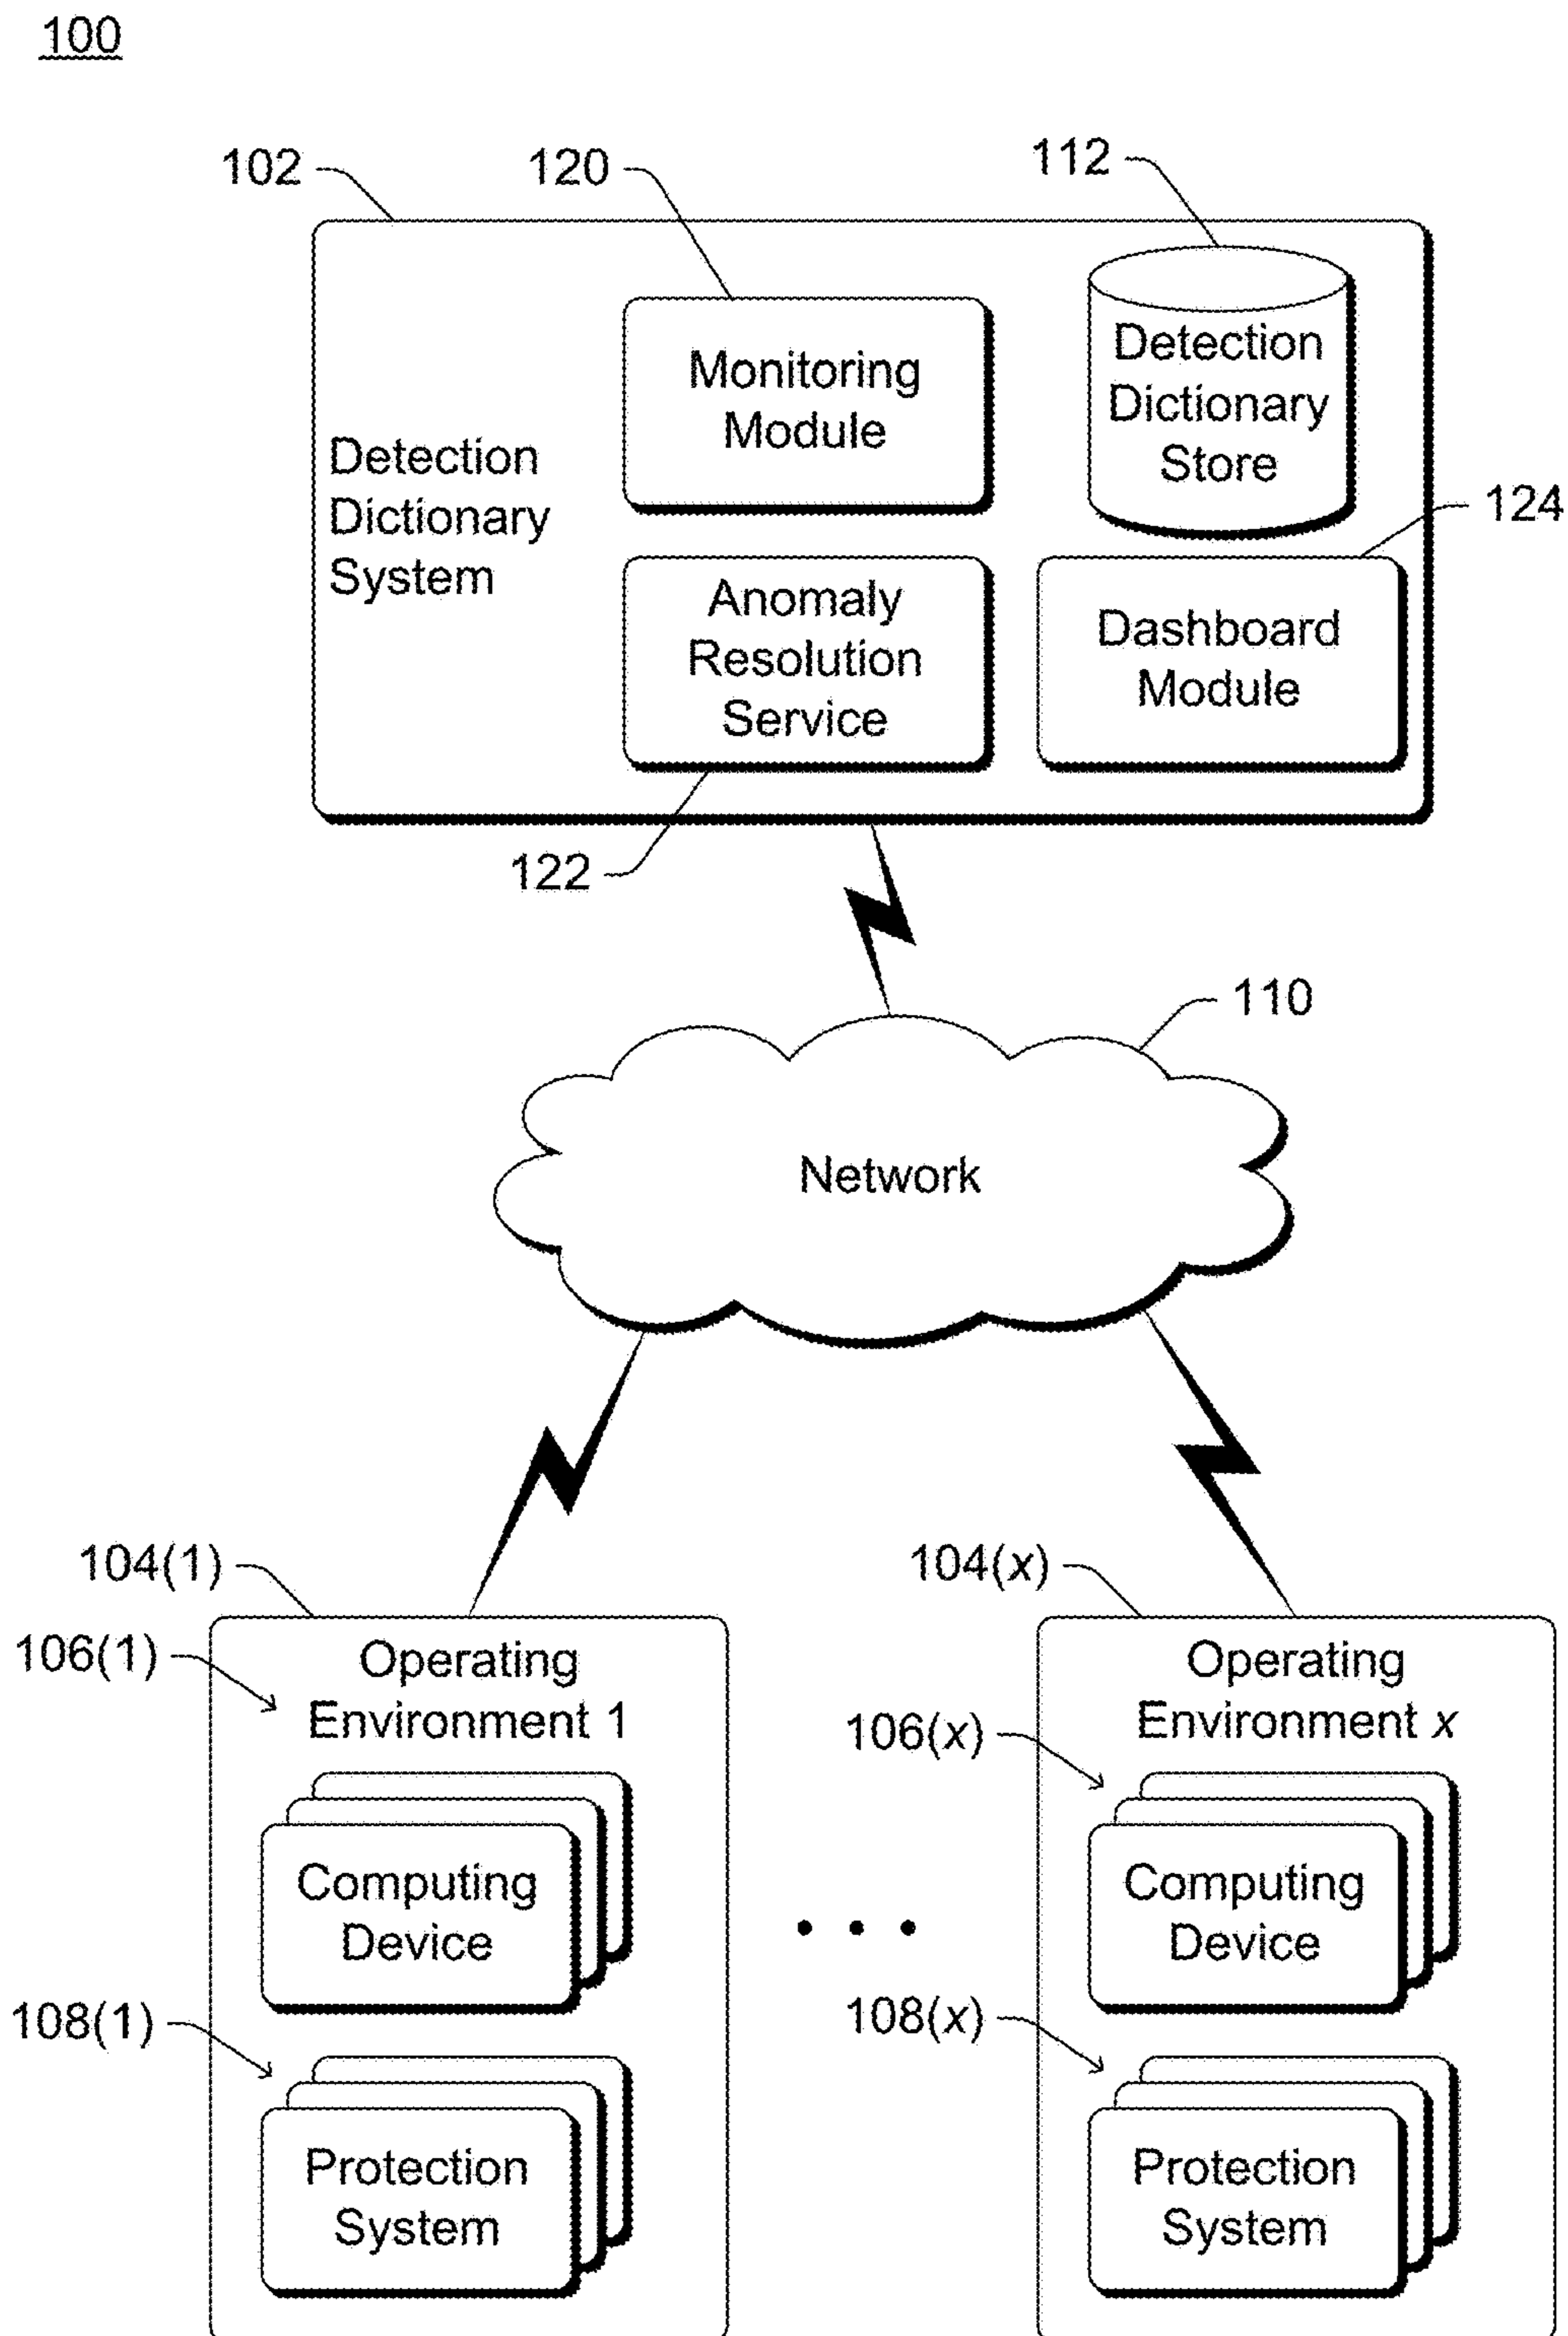 100
102
120
112
Monitoring
Module
Detection
Dictionary
Store
Detection
Dictionary
System
124
Anomaly
Resolution
Service
Dashboard
Module
122
110
Network
104(1)
104(x)
106(1)
Operating
Environment 1
Operating
Environment x
106(x)
Computing
Device
Computing
Device
108(1)
108(x)
Protection
System
Protection
System